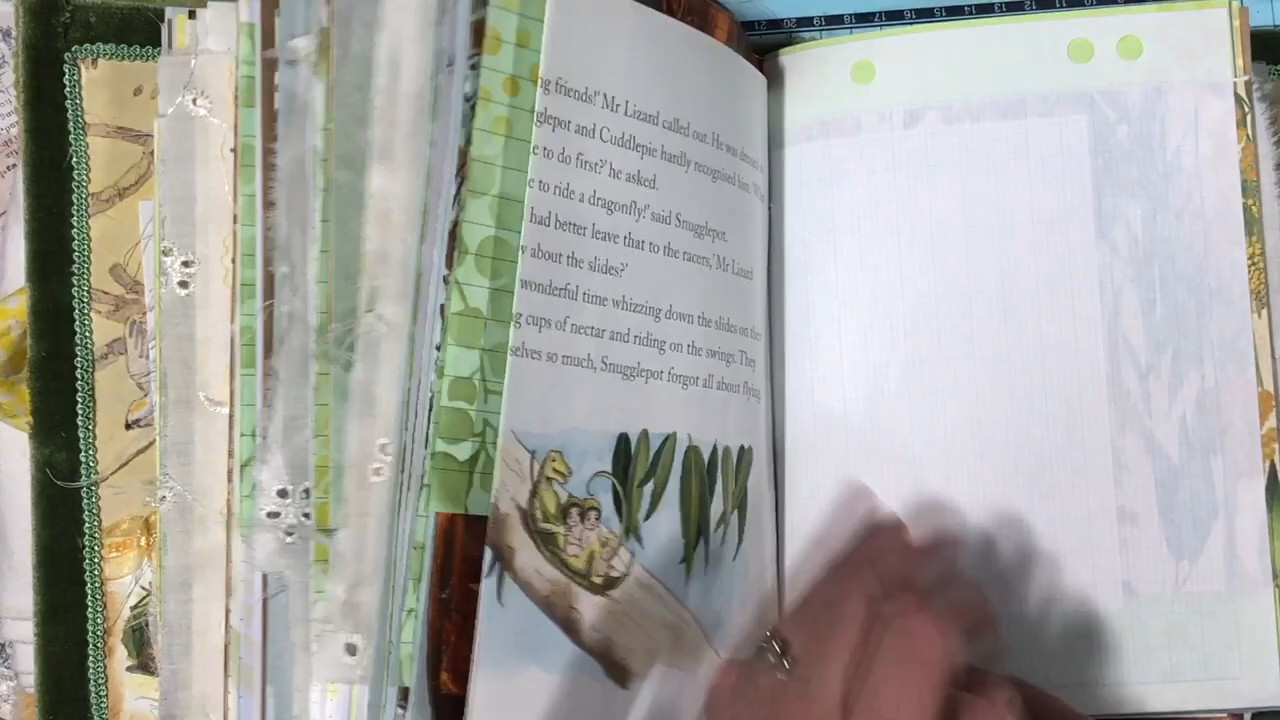 21 20 19 18 17 16 15 14 13 12 11 10
ng friends!' Mr Lizard called out. He was dressed
glepot and Cuddlepie hardly recognised him.
e to do first?' he asked.
e to ride a dragonfly!' said Snugglepot.
had better leave that to the racers,' Mr Lizard
w about the slides?'
wonderful time whizzing down the slides on
g cups of nectar and riding on the swings. They
selves so much, Snugglepot forgot all about flying